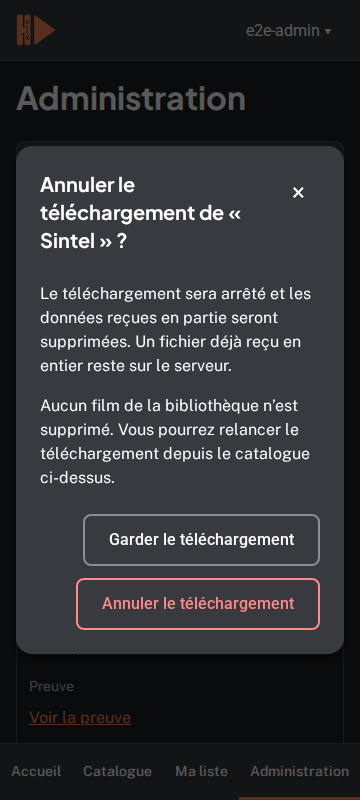 e2e-admin
Administration
Annuler le
téléchargement de «
Sintel » ?
×
Le téléchargement sera arrêté et les
données reçues en partie seront
supprimées. Un fichier déjà reçu en
entier reste sur le serveur.
Aucun film de la bibliothèque n’est
supprimé. Vous pourrez relancer le
téléchargement depuis le catalogue
ci-dessus.
Garder le téléchargement
Annuler le téléchargement
Preuve
Voir la preuve
Accueil
Catalogue
Ma liste
Administration